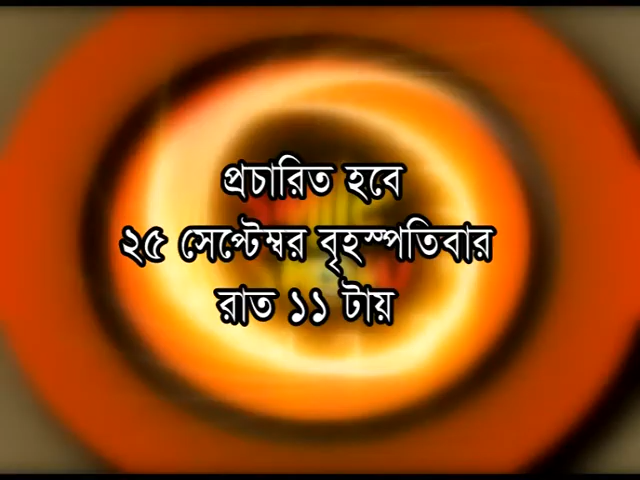 প্রচারিত হবে
২৫ সেপ্টেম্বর বৃহস্পতিবার
রাত ১১ টায়